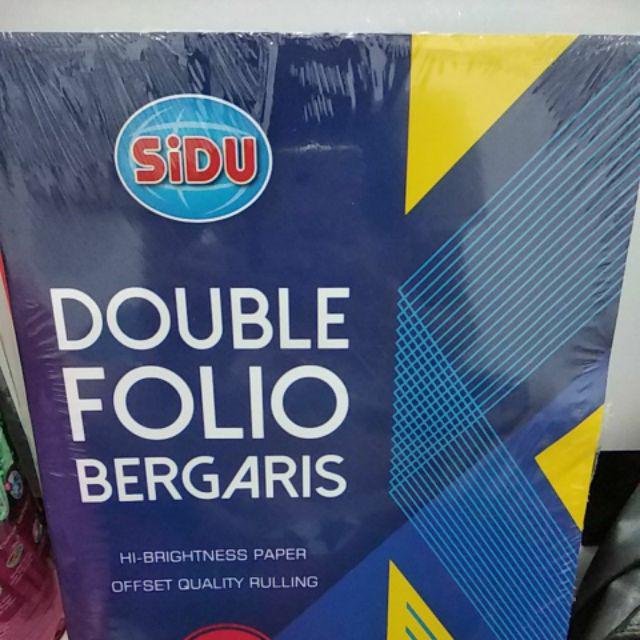 SiDU
DOUBLE
FOLIO
BERGARIS
HI-BRIGHTNESS PAPER
OFFSET QUALITY RULLING